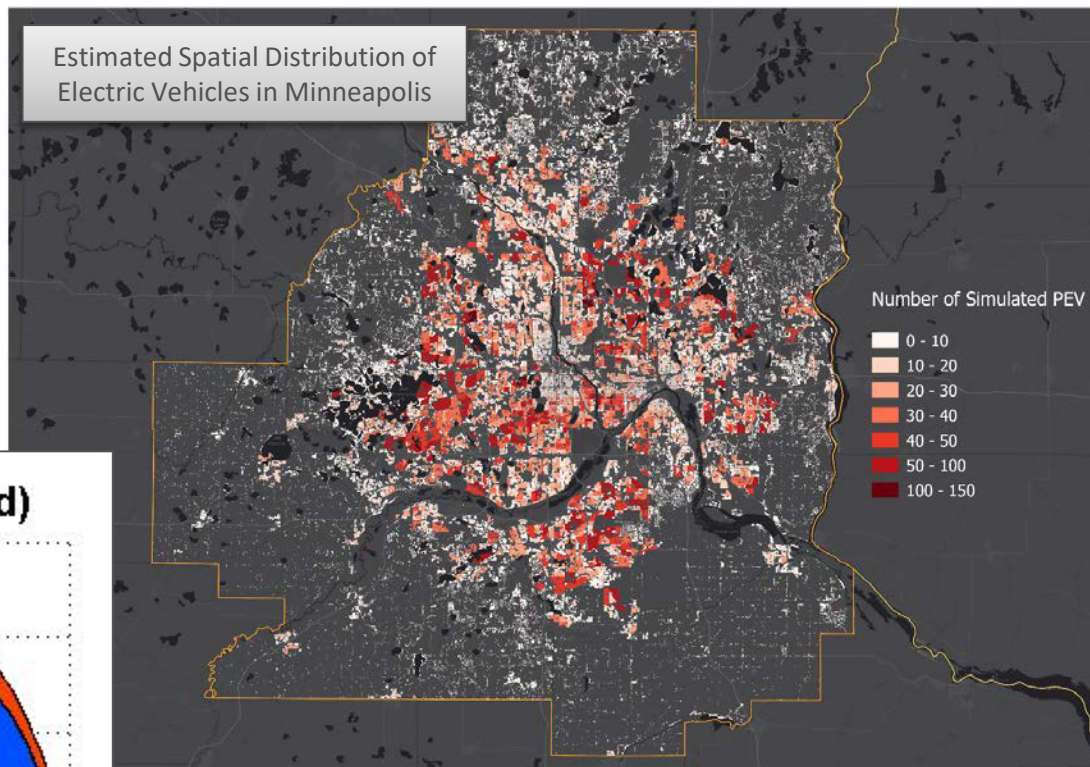 Estimated Spatial Distribution of
Electric Vehicles in Minneapolis
Number of Simulated PEV
0 - 10
10 - 20
20 - 30
30 - 40
40 - 50
50 - 100
100 - 150
d)